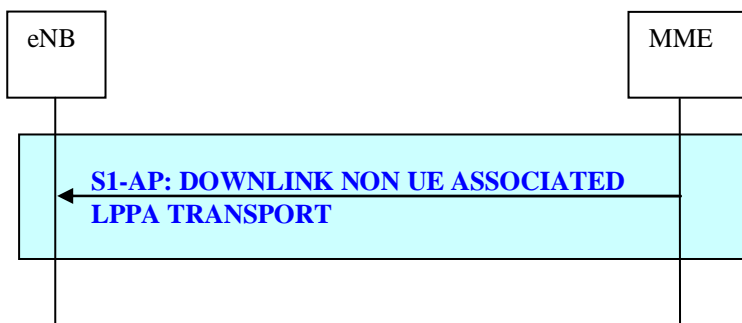 eNB
MME
S1-AP: DOWNLINK NON UE ASSOCIATED
LPPA TRANSPORT